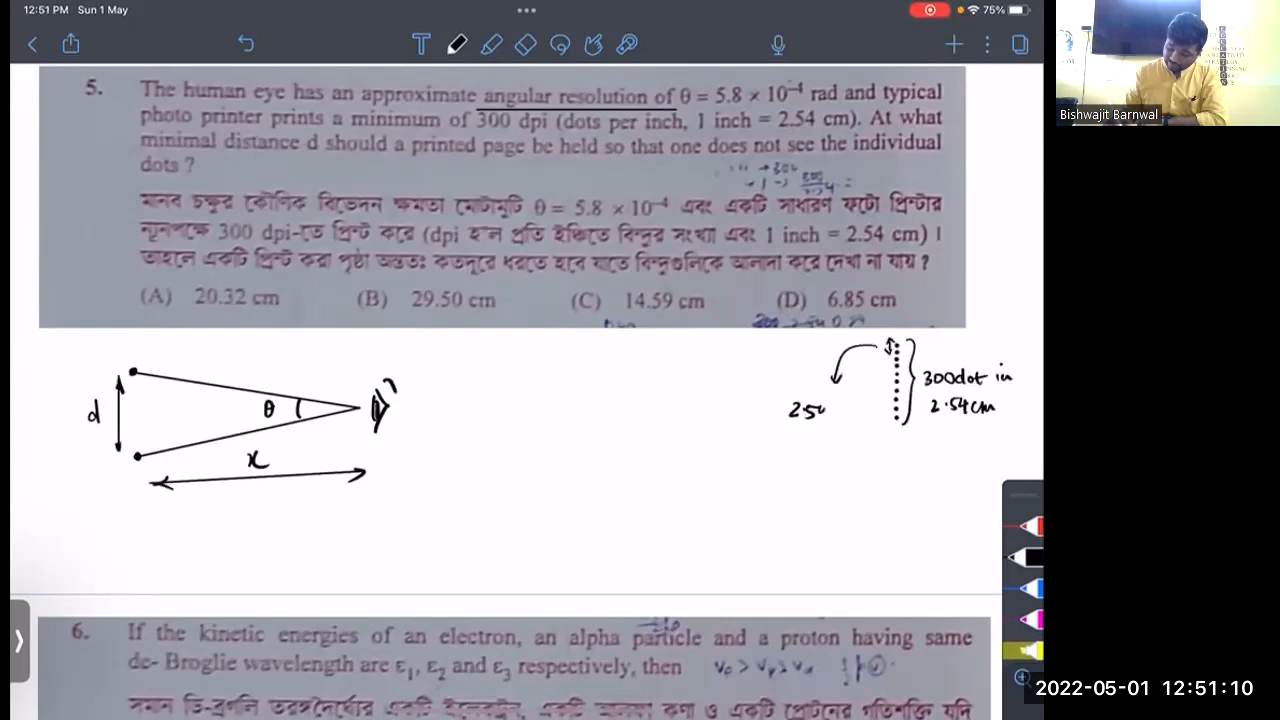 12:51 PM Sun 1 May
75%
Bishwajit Barnwal
5. The human eye has an approximate angular resolution of θ = 5.8 × 10⁻⁴ rad and typical
photo printer prints a minimum of 300 dpi (dots per inch, 1 inch = 2.54 cm). At what
minimal distance d should a printed page be held so that one does not see the individual
dots ?
মানব চক্ষুর কৌণিক বিভেদন ক্ষমতা মোটামুটি θ = 5.8 × 10⁻⁴ এবং একটি সাধারণ ফটো প্রিন্টার
ন্যূনপক্ষে 300 dpi-তে প্রিন্ট করে (dpi হ'ল প্রতি ইঞ্চিতে বিন্দুর সংখ্যা এবং 1 inch = 2.54 cm) ।
তাহলে একটি প্রিন্ট করা পৃষ্ঠা অন্ততঃ কতদূরে ধরতে হবে যাতে বিন্দুগুলিকে আলাদা করে দেখা না যায় ?
(A) 20.32 cm (B) 29.50 cm (C) 14.59 cm (D) 6.85 cm
d
θ
x
300dot in
2.54cm
2.54
6. If the kinetic energies of an electron, an alpha particle and a proton having same
de- Broglie wavelength are ε₁, ε₂ and ε₃ respectively, then
2022-05-01 12:51:10